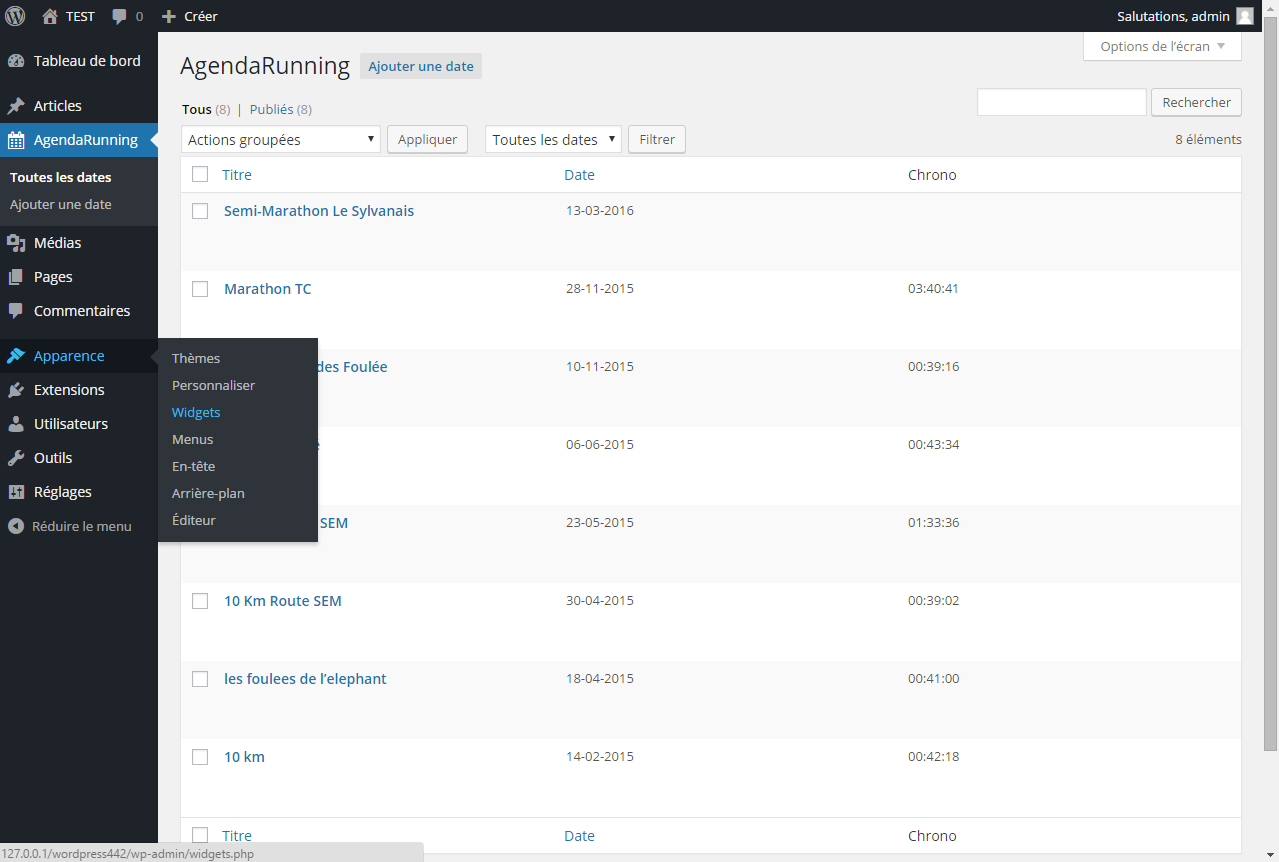 TEST 0 Créer Salutations, admin
Options de l’écran
Tableau de bord
Articles
AgendaRunning
Toutes les dates
Ajouter une date
Médias
Pages
Commentaires
Apparence
Extensions
Utilisateurs
Outils
Réglages
Réduire le menu
Thèmes
Personnaliser
Widgets
Menus
En-tête
Arrière-plan
Éditeur
AgendaRunning Ajouter une date
Tous (8) | Publiés (8)
Rechercher
Actions groupées Appliquer Toutes les dates Filtrer 8 éléments
Titre Date Chrono
Semi-Marathon Le Sylvanais 13-03-2016
Marathon TC 28-11-2015 03:40:41
des Foulée 10-11-2015 00:39:16
06-06-2015 00:43:34
SEM 23-05-2015 01:33:36
10 Km Route SEM 30-04-2015 00:39:02
les foulees de l’elephant 18-04-2015 00:41:00
10 km 14-02-2015 00:42:18
Titre Date Chrono
127.0.0.1/wordpress442/wp-admin/widgets.php